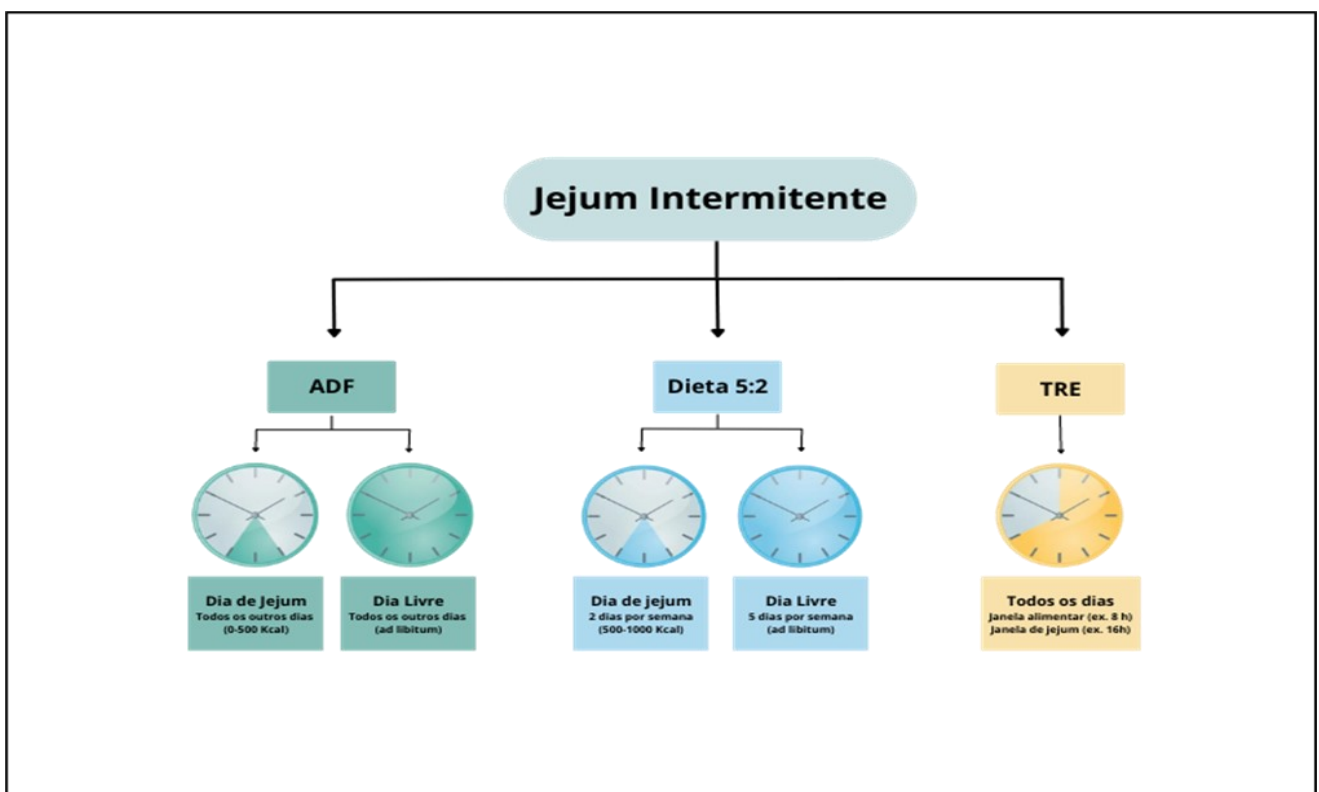 Jejum Intermitente
ADF
Dieta 5:2
TRE
Dia de Jejum
Todos os outros dias
(0-500 Kcal)
Dia Livre
Todos os outros dias
(ad libitum)
Dia de jejum
2 dias por semana
(500-1000 Kcal)
Dia Livre
5 dias por semana
(ad libitum)
Todos os dias
Janela alimentar (ex. 8 h)
Janela de jejum (ex. 16h)